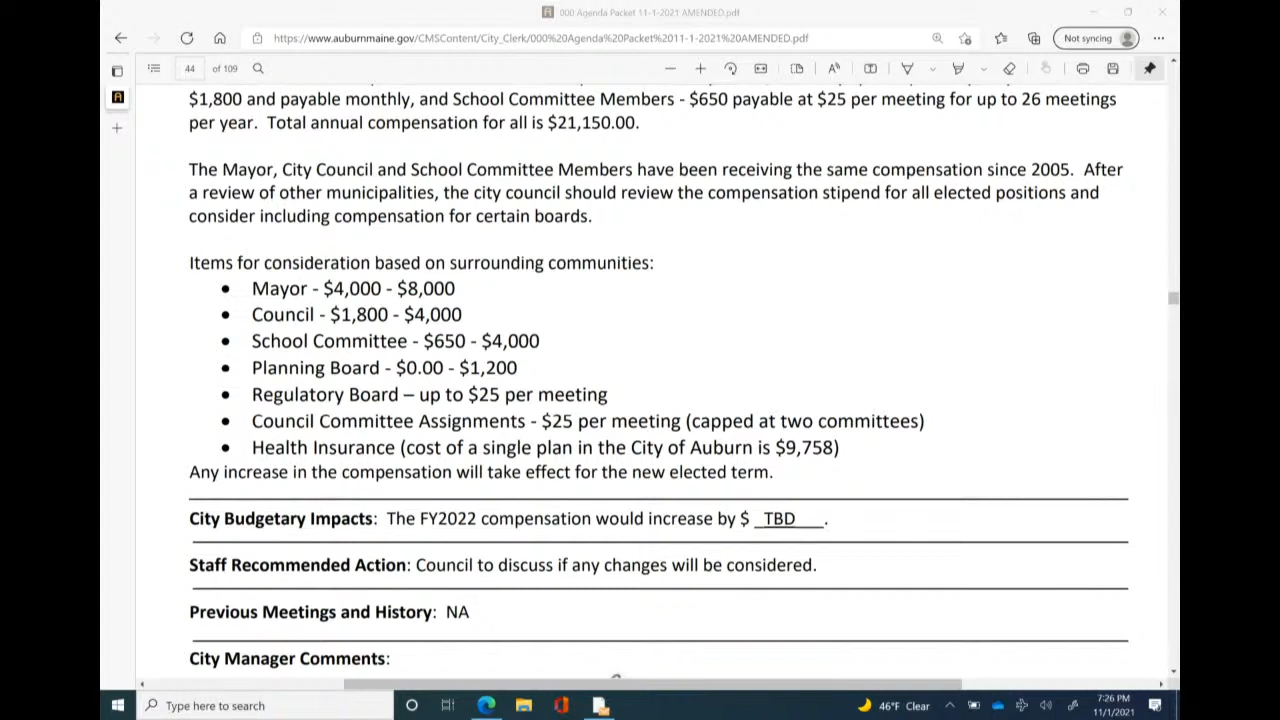 000 Agenda Packet 11-1-2021 AMENDED.pdf
https://www.auburnmaine.gov/CMSContent/City_Clerk/000%20Agenda%20Packet%2011-1-2021%20AMENDED.pdf
Not syncing
44 of 109
$1,800 and payable monthly, and School Committee Members - $650 payable at $25 per meeting for up to 26 meetings
per year. Total annual compensation for all is $21,150.00.
The Mayor, City Council and School Committee Members have been receiving the same compensation since 2005. After
a review of other municipalities, the city council should review the compensation stipend for all elected positions and
consider including compensation for certain boards.
Items for consideration based on surrounding communities:
• Mayor - $4,000 - $8,000
• Council - $1,800 - $4,000
• School Committee - $650 - $4,000
• Planning Board - $0.00 - $1,200
• Regulatory Board – up to $25 per meeting
• Council Committee Assignments - $25 per meeting (capped at two committees)
• Health Insurance (cost of a single plan in the City of Auburn is $9,758)
Any increase in the compensation will take effect for the new elected term.
City Budgetary Impacts: The FY2022 compensation would increase by $ _TBD___.
Staff Recommended Action: Council to discuss if any changes will be considered.
Previous Meetings and History: NA
City Manager Comments:
Type here to search
46°F Clear
7:26 PM
11/1/2021